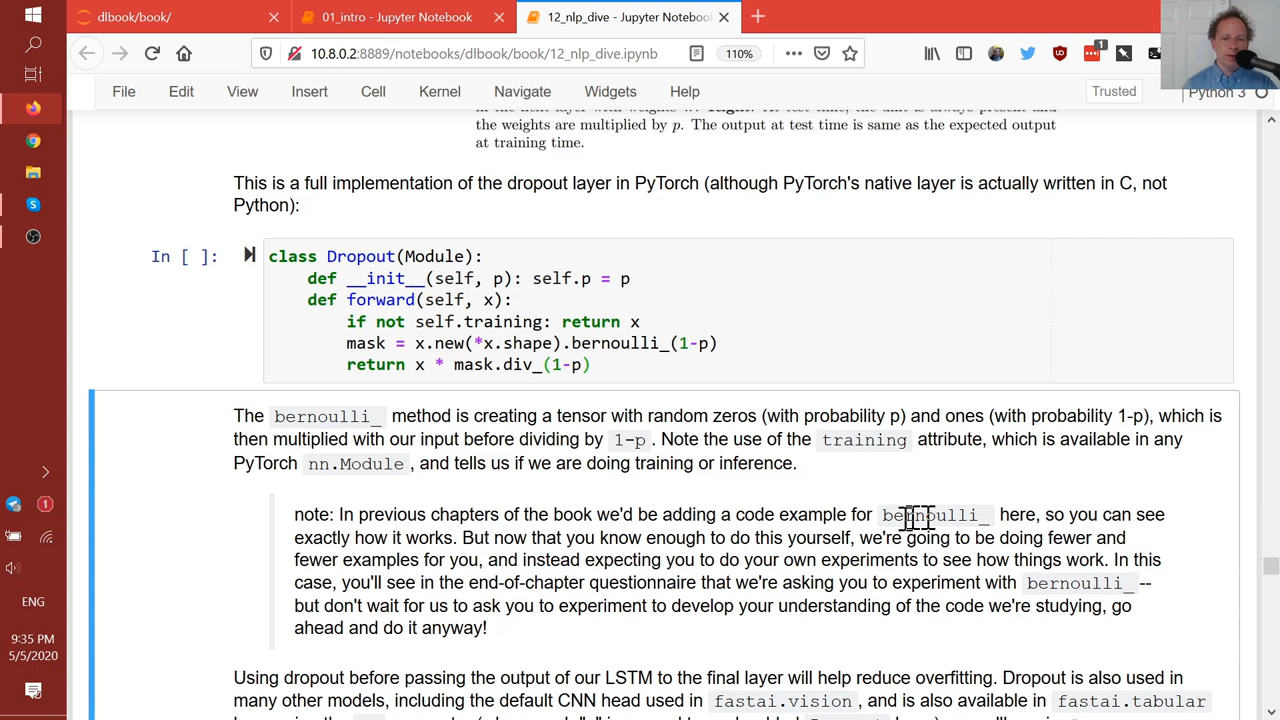 dlbook/book/
01_intro - Jupyter Notebook
12_nlp_dive - Jupyter Notebook
10.8.0.2:8889/notebooks/dlbook/book/12_nlp_dive.ipynb
110%
1
File Edit View Insert Cell Kernel Navigate Widgets Help
Trusted
Python 3
the weights are multiplied by p. The output at test time is same as the expected output
at training time.
This is a full implementation of the dropout layer in PyTorch (although PyTorch's native layer is actually written in C, not
Python):
In [ ]:
class Dropout(Module):
def __init__(self, p): self.p = p
def forward(self, x):
if not self.training: return x
mask = x.new(*x.shape).bernoulli_(1-p)
return x * mask.div_(1-p)
The bernoulli_ method is creating a tensor with random zeros (with probability p) and ones (with probability 1-p), which is
then multiplied with our input before dividing by 1-p. Note the use of the training attribute, which is available in any
PyTorch nn.Module, and tells us if we are doing training or inference.
note: In previous chapters of the book we'd be adding a code example for bernoulli_ here, so you can see
exactly how it works. But now that you know enough to do this yourself, we're going to be doing fewer and
fewer examples for you, and instead expecting you to do your own experiments to see how things work. In this
case, you'll see in the end-of-chapter questionnaire that we're asking you to experiment with bernoulli_--
but don't wait for us to ask you to experiment to develop your understanding of the code we're studying, go
ahead and do it anyway!
Using dropout before passing the output of our LSTM to the final layer will help reduce overfitting. Dropout is also used in
many other models, including the default CNN head used in fastai.vision, and is also available in fastai.tabular
1
ENG
9:35 PM
5/5/2020